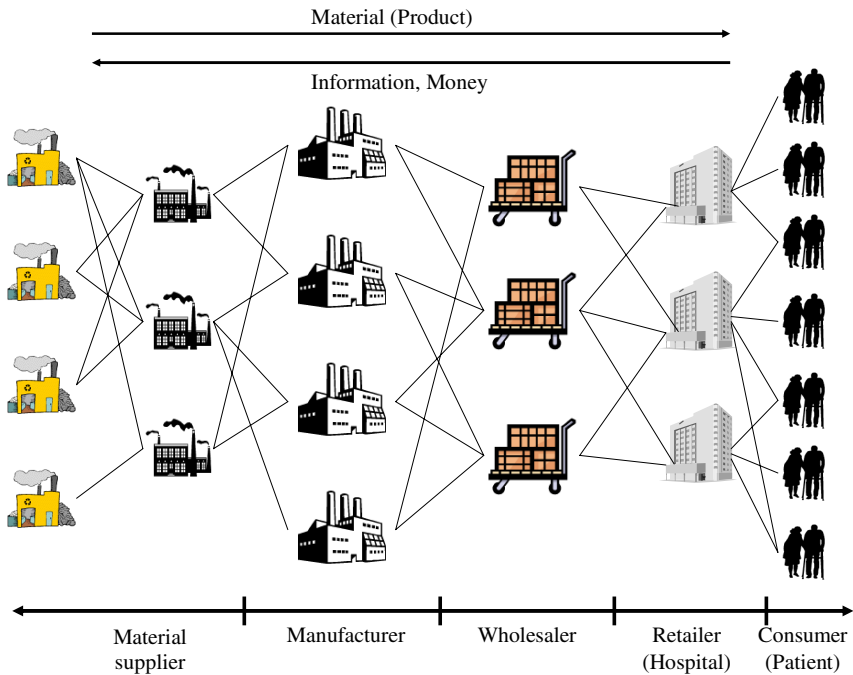 Material (Product)
Information, Money
Material
supplier
Manufacturer
Wholesaler
Retailer
(Hospital)
Consumer
(Patient)